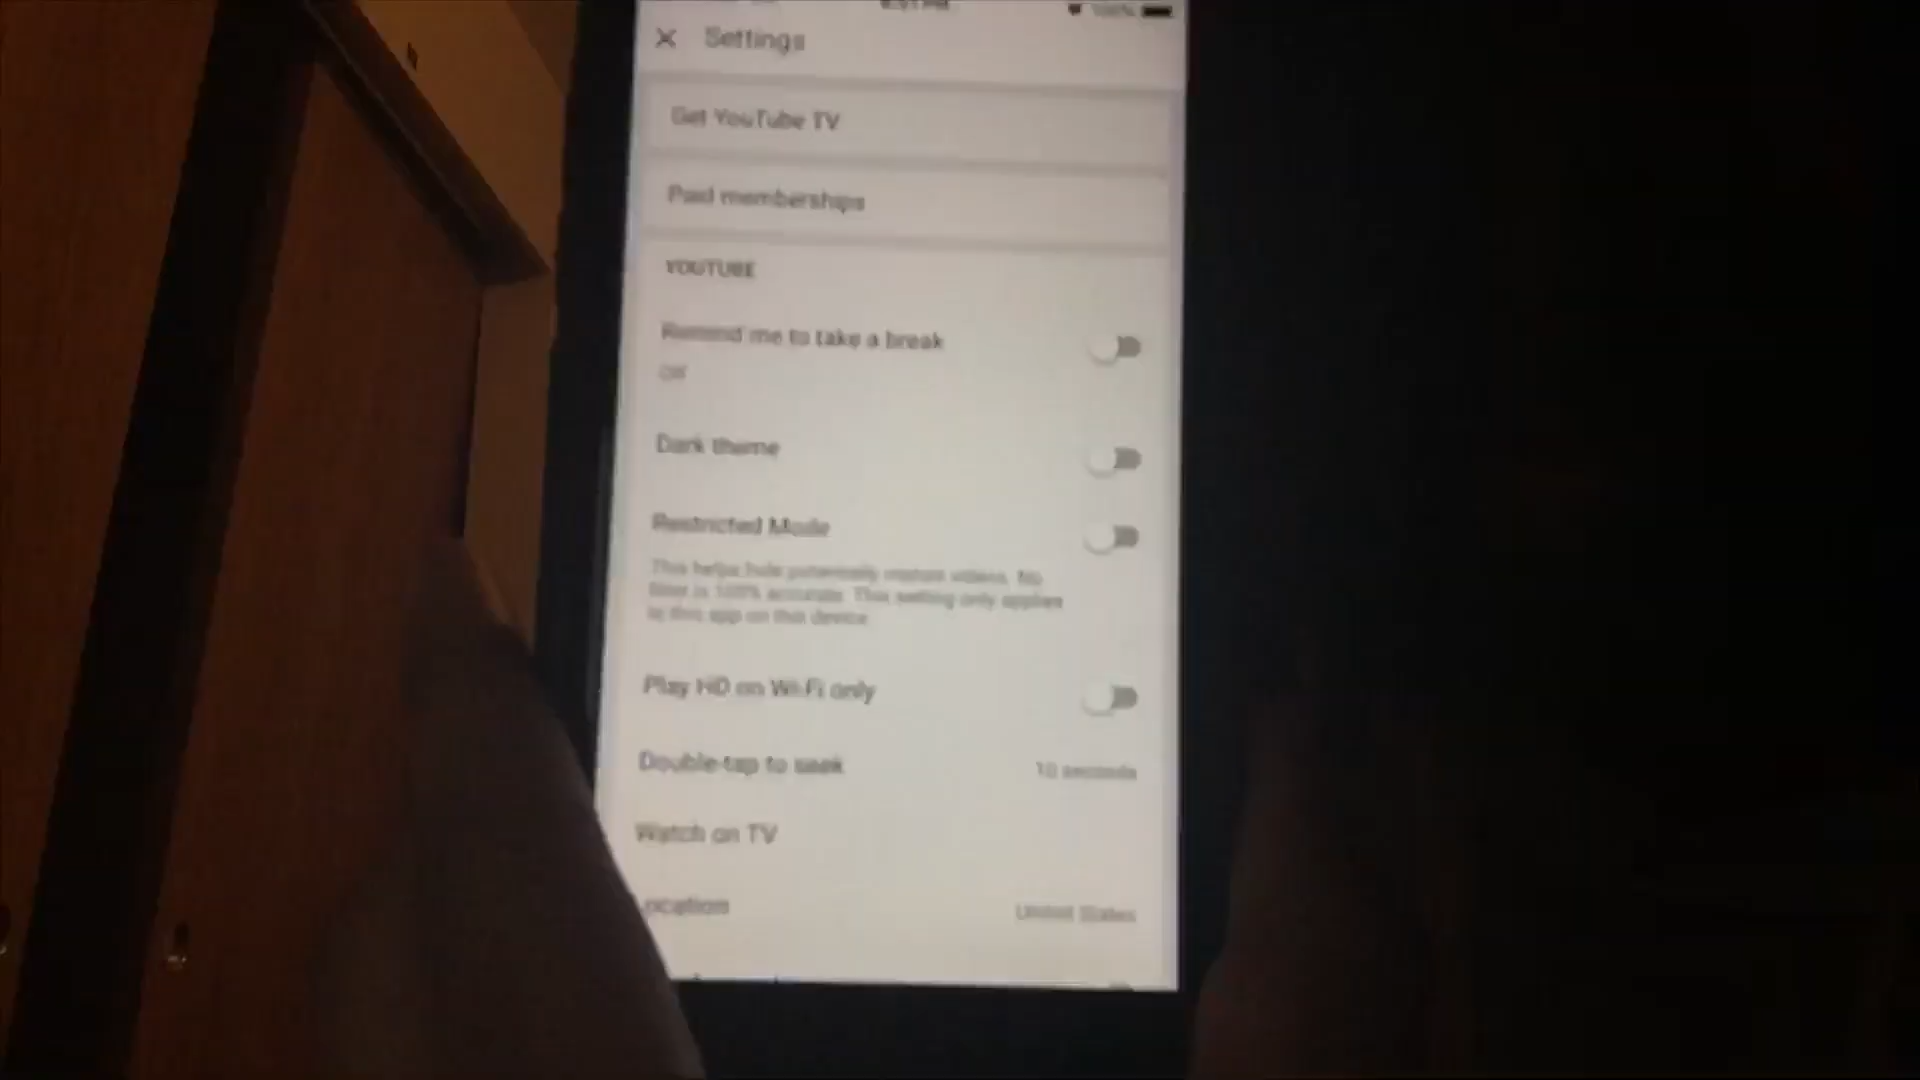 100%
Settings
Get YouTube TV
Paid memberships
YOUTUBE
Remind me to take a break
Off
Dark theme
Restricted Mode
This helps hide potentially mature videos. No
filter is 100% accurate. This setting only applies
to this app on this device
Play HD on Wi-Fi only
Double-tap to seek
10 seconds
Watch on TV
ocation
United States